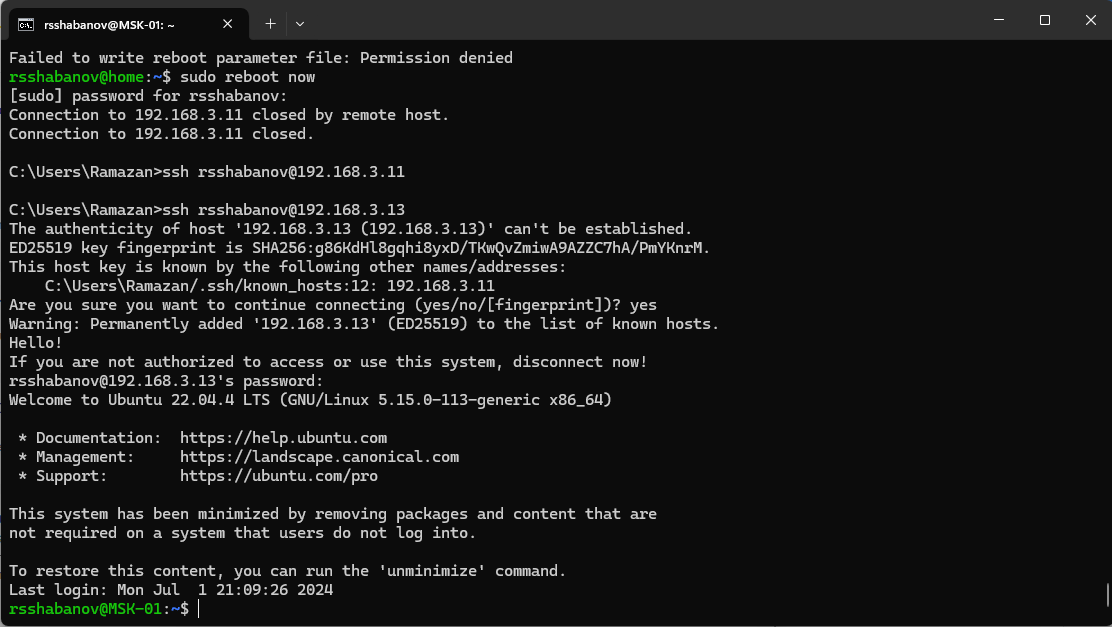 rsshabanov@MSK-01: ~
Failed to write reboot parameter file: Permission denied
rsshabanov@home:~$ sudo reboot now
[sudo] password for rsshabanov:
Connection to 192.168.3.11 closed by remote host.
Connection to 192.168.3.11 closed.
C:\Users\Ramazan>ssh rsshabanov@192.168.3.11
C:\Users\Ramazan>ssh rsshabanov@192.168.3.13
The authenticity of host '192.168.3.13 (192.168.3.13)' can't be established.
ED25519 key fingerprint is SHA256:g86KdHl8gqhi8yxD/TKwQvZmiwA9AZZC7hA/PmYKnrM.
This host key is known by the following other names/addresses:
    C:\Users\Ramazan/.ssh/known_hosts:12: 192.168.3.11
Are you sure you want to continue connecting (yes/no/[fingerprint])? yes
Warning: Permanently added '192.168.3.13' (ED25519) to the list of known hosts.
Hello!
If you are not authorized to access or use this system, disconnect now!
rsshabanov@192.168.3.13's password:
Welcome to Ubuntu 22.04.4 LTS (GNU/Linux 5.15.0-113-generic x86_64)
 * Documentation:  https://help.ubuntu.com
 * Management:     https://landscape.canonical.com
 * Support:        https://ubuntu.com/pro
This system has been minimized by removing packages and content that are
not required on a system that users do not log into.
To restore this content, you can run the 'unminimize' command.
Last login: Mon Jul  1 21:09:26 2024
rsshabanov@MSK-01:~$